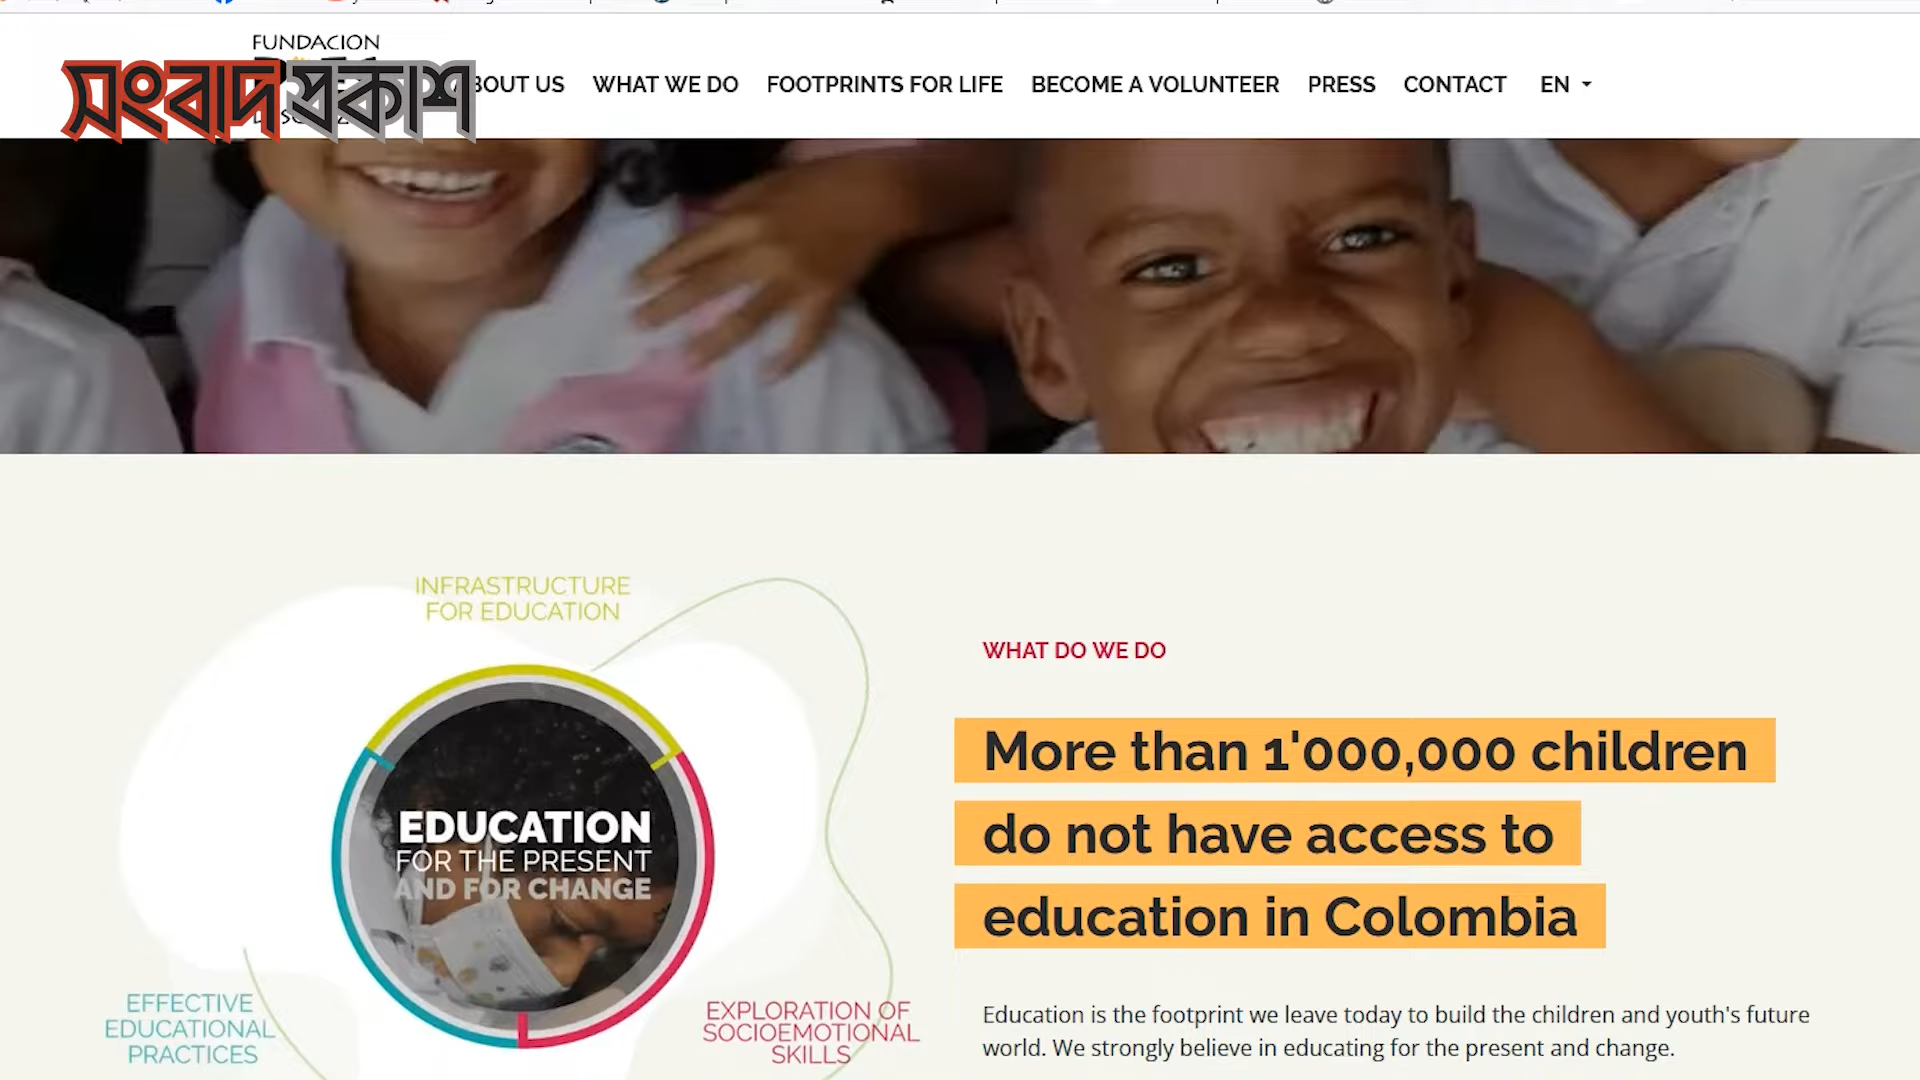 FUNDACION
সংবাদ প্রকাশ
BOUT US
WHAT WE DO
FOOTPRINTS FOR LIFE
BECOME A VOLUNTEER
PRESS
CONTACT
EN
INFRASTRUCTURE
FOR EDUCATION
EDUCATION
FOR THE PRESENT
AND FOR CHANGE
EFFECTIVE
EDUCATIONAL
PRACTICES
EXPLORATION OF
SOCIOEMOTIONAL
SKILLS
WHAT DO WE DO
More than 1'000,000 children
do not have access to
education in Colombia
Education is the footprint we leave today to build the children and youth's future
world. We strongly believe in educating for the present and change.